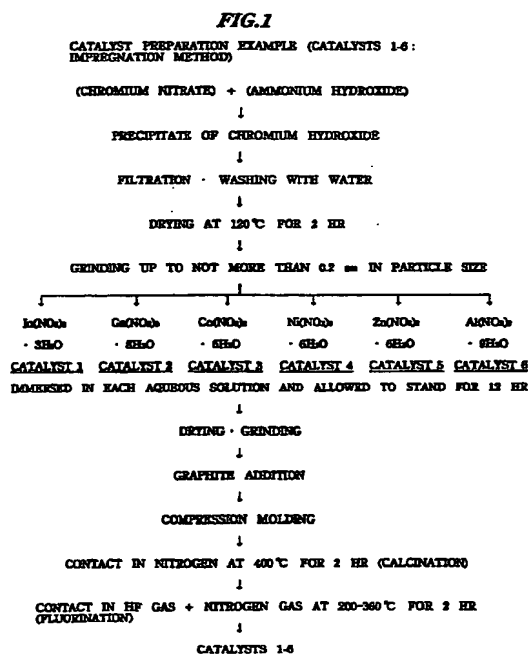 FIG.1
CATALYST PREPARATION EXAMPLE (CATALYSTS 1-6 :
IMPREGNATION METHOD)
(CHROMIUM NITRATE) + (AMMONIUM HYDROXIDE)
↓
PRECIPITATE OF CHROMIUM HYDROXIDE
↓
FILTRATION · WASHING WITH WATER
↓
DRYING AT 120℃ FOR 2 HR
↓
GRINDING UP TO NOT MORE THAN 0.2 IN PARTICLE SIZE
In(NO₃)₃ Ga(NO₃)₃ Co(NO₃)₂ Ni(NO₃)₂ Zn(NO₃)₂ Al(NO₃)₃
· 3H₂O · 6H₂O · 6H₂O · 6H₂O
CATALYST 1 CATALYST 2 CATALYST 3 CATALYST 4 CATALYST 5 CATALYST 6
IMMERSED IN EACH AQUEOUS SOLUTION AND ALLOWED TO STAND FOR 12 HR
↓
DRYING · GRINDING
↓
GRAPHITE ADDITION
↓
COMPRESSION MOLDING
↓
CONTACT IN NITROGEN AT 400℃ FOR 2 HR (CALCINATION)
↓
CONTACT IN HF GAS + NITROGEN GAS AT 200-360℃ FOR 2 HR
(FLUORINATION)
↓
CATALYSTS 1-6